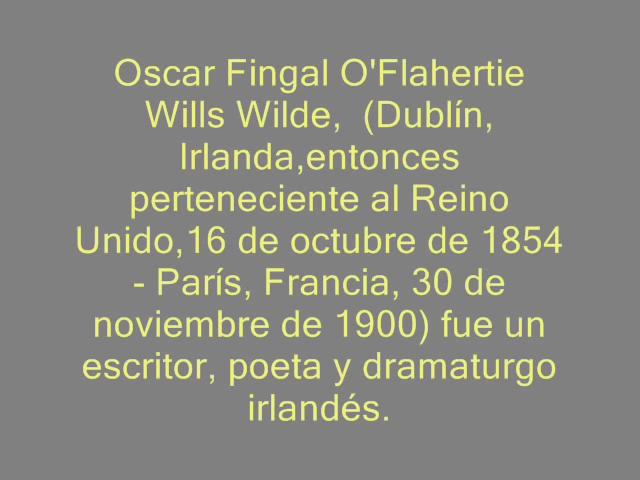 Oscar Fingal O'Flahertie
Wills Wilde,  (Dublín,
Irlanda,entonces
perteneciente al Reino
Unido,16 de octubre de 1854
- París, Francia, 30 de
noviembre de 1900) fue un
escritor, poeta y dramaturgo
irlandés.